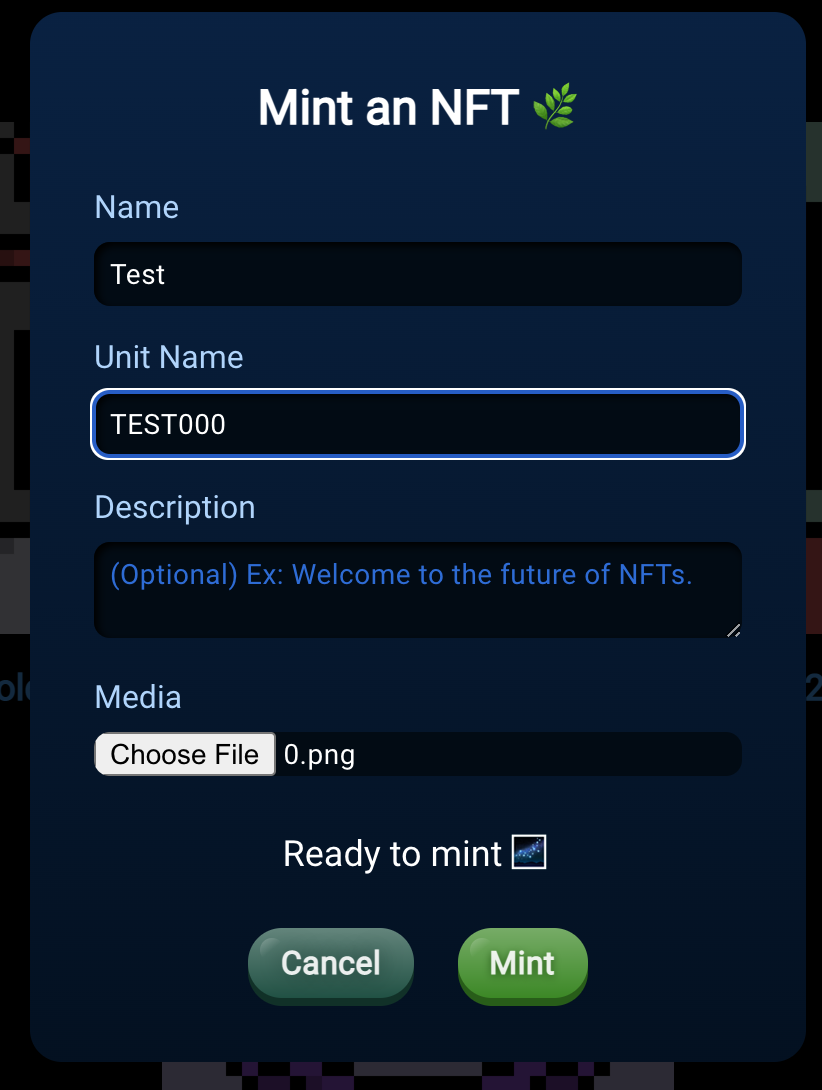 Mint an NFT 🌿
Name
Test
Unit Name
TEST000
Description
(Optional) Ex: Welcome to the future of NFTs.
Media
Choose File 0.png
Ready to mint 🌌
Cancel Mint